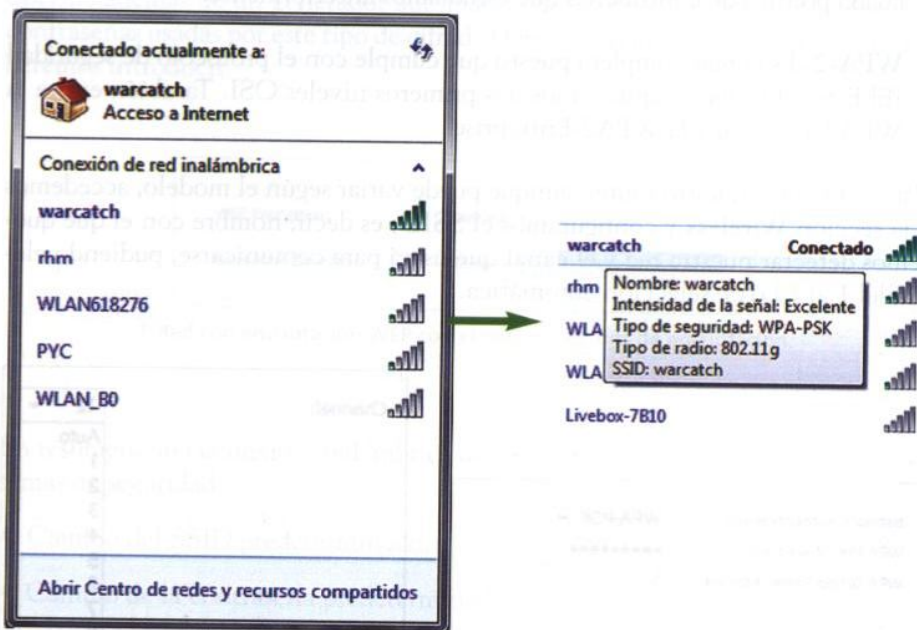 Conectado actualmente a:
warcatch
Acceso a Internet
Conexión de red inalámbrica
warcatch
rhm
WLAN618276
PYC
WLAN_B0
Abrir Centro de redes y recursos compartidos
warcatch Conectado
rhm
Nombre: warcatch
Intensidad de la señal: Excelente
WLA
Tipo de seguridad: WPA-PSK
Tipo de radio: 802.11g
WLA
SSID: warcatch
Livebox-7B10